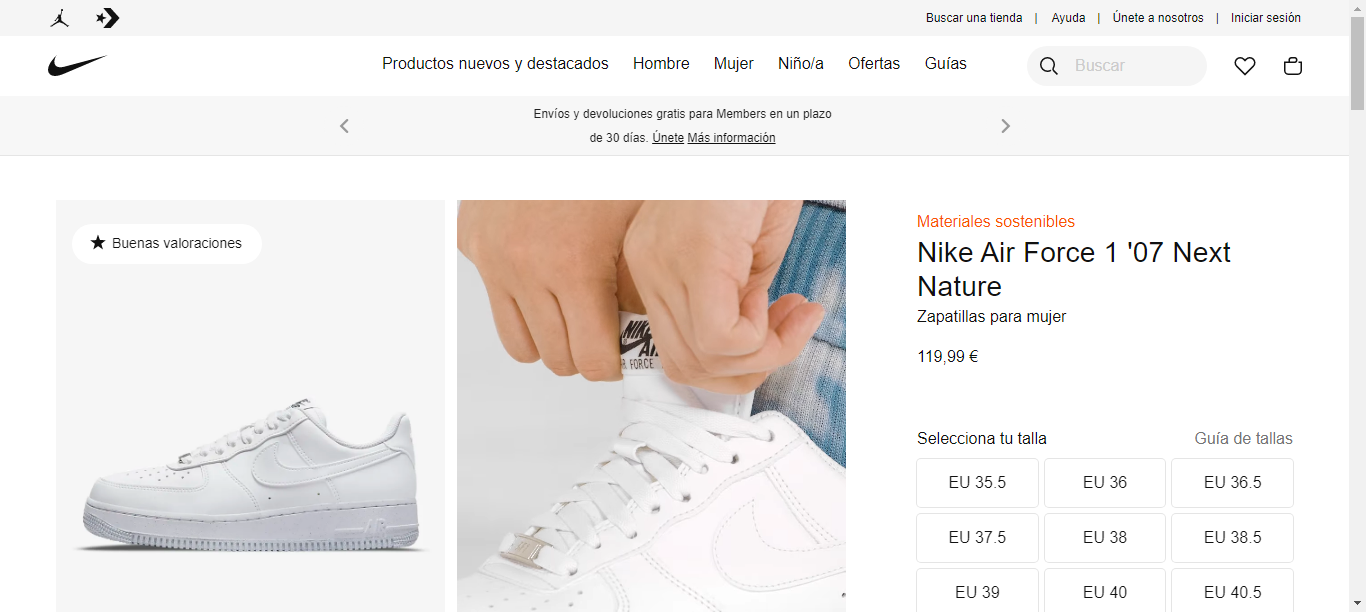 Buscar una tienda | Ayuda | Únete a nosotros | Iniciar sesión
Productos nuevos y destacados Hombre Mujer Niño/a Ofertas Guías Buscar
Envíos y devoluciones gratis para Members en un plazo
de 30 días. Únete Más información
★ Buenas valoraciones
NIKE
AIR
FORCE
Materiales sostenibles
Nike Air Force 1 '07 Next
Nature
Zapatillas para mujer
119,99 €
Selecciona tu talla Guía de tallas
EU 35.5 EU 36 EU 36.5
EU 37.5 EU 38 EU 38.5
EU 39 EU 40 EU 40.5